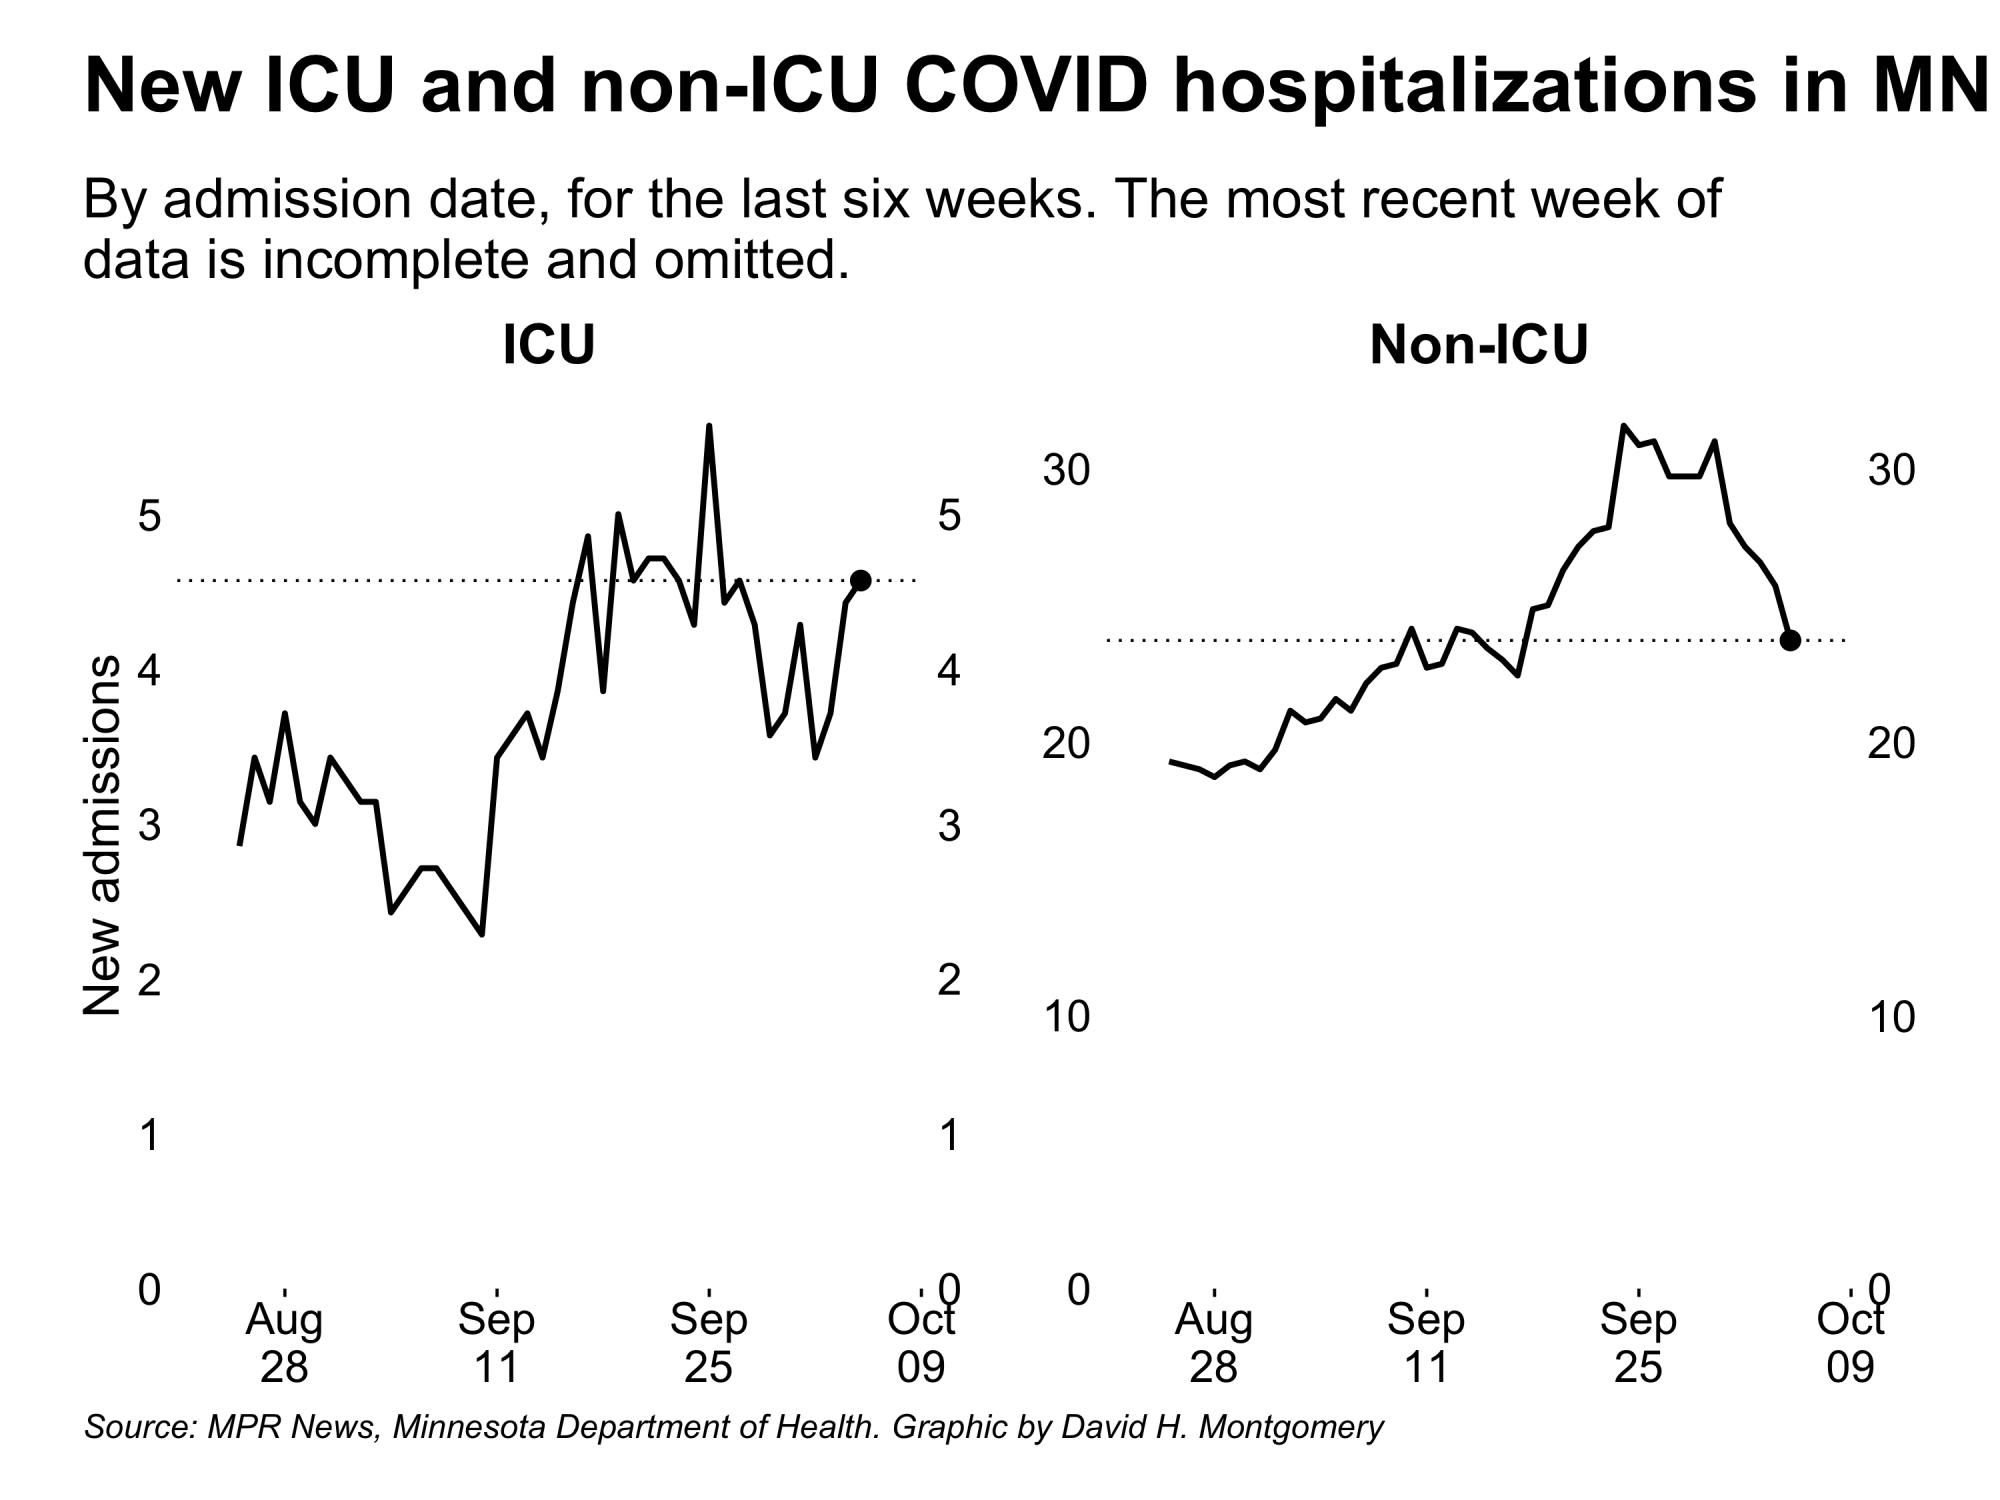 New ICU and non-ICU COVID hospitalizations in MN
By admission date, for the last six weeks. The most recent week of
data is incomplete and omitted.
ICU
New admissions
5
4
3
2
1
0
5
4
3
2
1
0
Aug
28
Sep
11
Sep
25
Oct
09
Non-ICU
30
20
10
0
30
20
10
0
Aug
28
Sep
11
Sep
25
Oct
09
Source: MPR News, Minnesota Department of Health. Graphic by David H. Montgomery